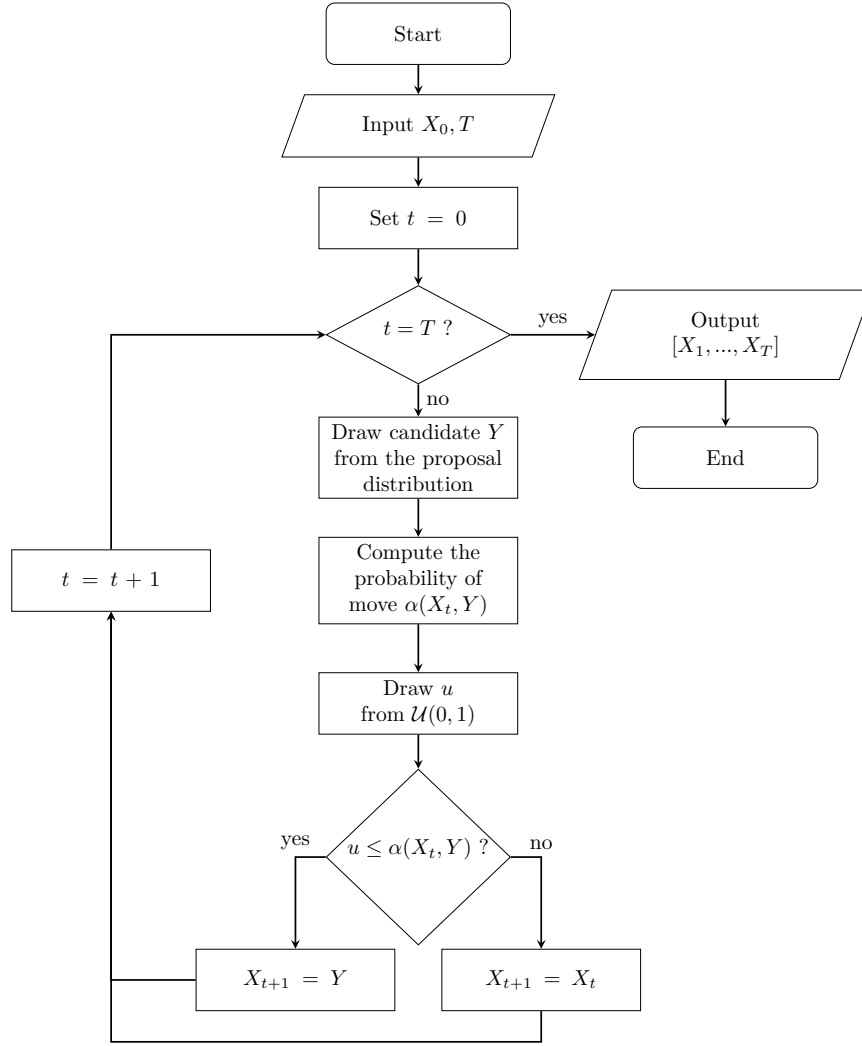 Start
Input X_0, T
Set t = 0
t = T ?
yes
Output
[X_1, ..., X_T]
no
Draw candidate Y
from the proposal
distribution
End
Compute the
probability of
move α(X_t, Y)
t = t + 1
Draw u
from 𝒰(0, 1)
yes
u ≤ α(X_t, Y) ?
no
X_{t+1} = Y
X_{t+1} = X_t